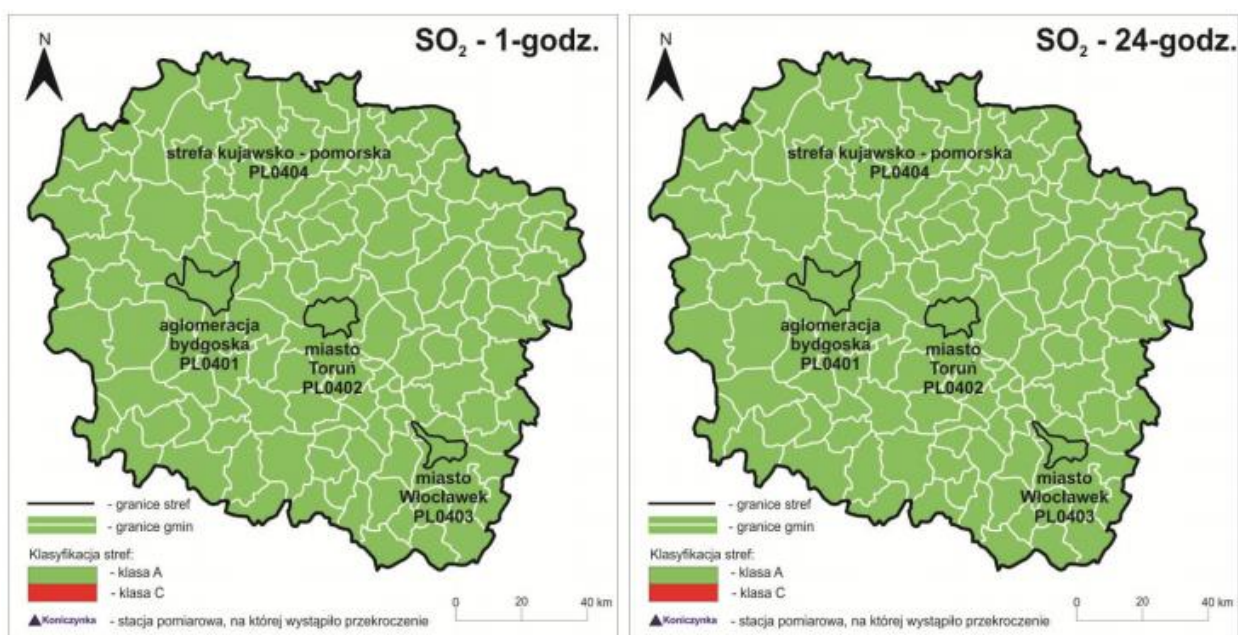 SO₂ - 1-godz.
N
strefa kujawsko - pomorska
PL0404
aglomeracja
bydgoska
PL0401
miasto
Toruń
PL0402
miasto
Włocławek
PL0403
- granice stref
- granice gmin
Klasyfikacja stref:
- klasa A
- klasa C
Koniczynka - stacja pomiarowa, na której wystąpiło przekroczenie
0 20 40 km
SO₂ - 24-godz.
N
strefa kujawsko - pomorska
PL0404
aglomeracja
bydgoska
PL0401
miasto
Toruń
PL0402
miasto
Włocławek
PL0403
- granice stref
- granice gmin
Klasyfikacja stref:
- klasa A
- klasa C
Koniczynka - stacja pomiarowa, na której wystąpiło przekroczenie
0 20 40 km